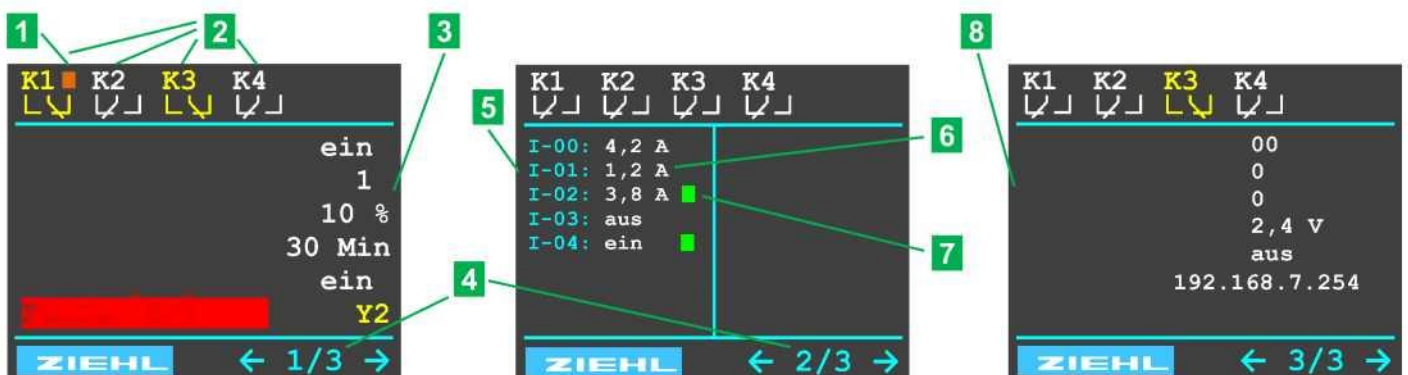 1 2 3 8
K1 K2 K3 K4
ein
1
10 %
30 Min
ein
Y2
ZIEHL ← 1/3 →
4
5
K1 K2 K3 K4
I-00: 4,2 A
I-01: 1,2 A
I-02: 3,8 A
I-03: aus
I-04: ein
ZIEHL ← 2/3 →
6
7
K1 K2 K3 K4
00
0
0
2,4 V
aus
192.168.7.254
ZIEHL ← 3/3 →